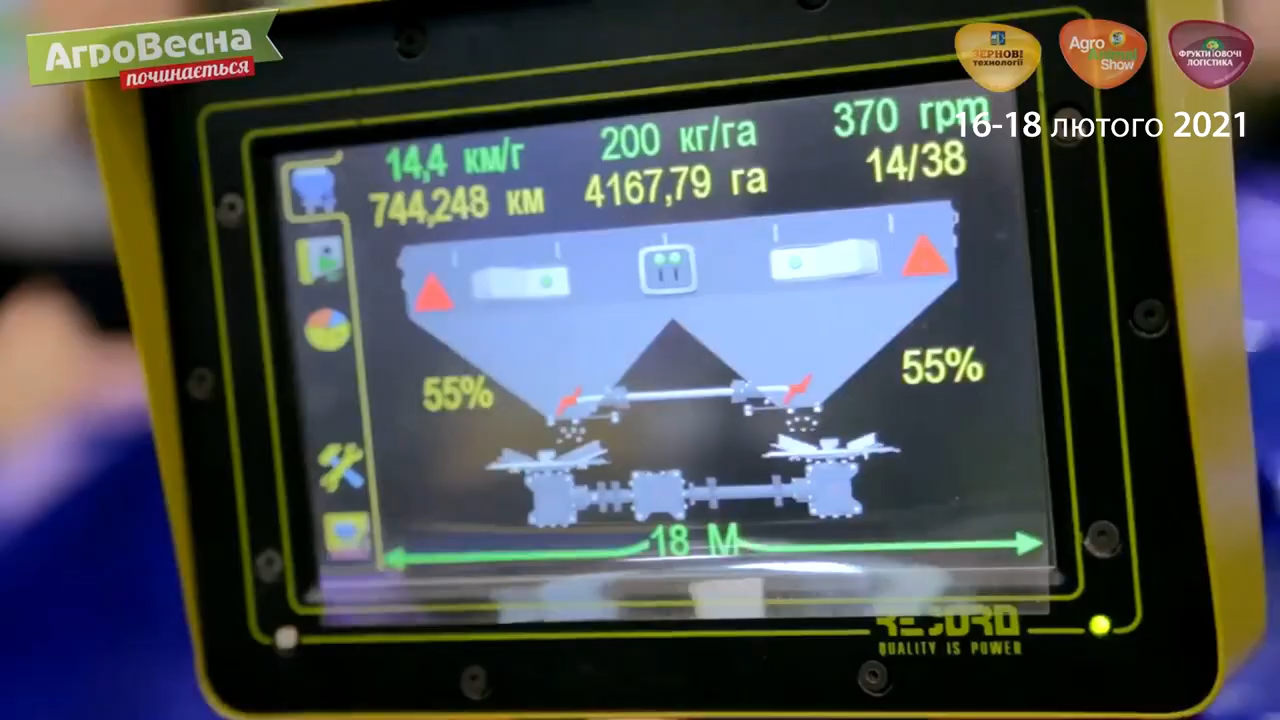 АгроВесна
починається
ЗЕРНОВІ
технології
Agro
Animal
Show
ФРУКТИ ОВОЧІ
ЛОГІСТИКА
16-18 лютого 2021
14,4 км/г
200 кг/га
370 rpm
744,248 км
4167,79 га
14/38
55%
55%
18 М
RECORD
QUALITY IS POWER